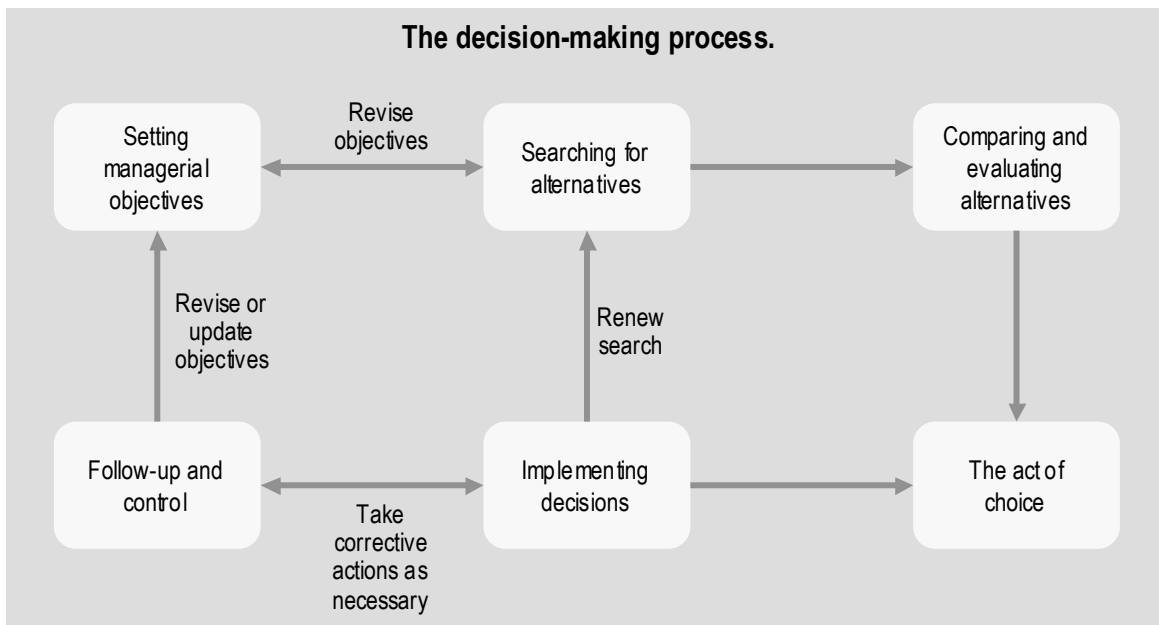 The decision-making process.
Setting
managerial
objectives
Revise
objectives
Searching for
alternatives
Comparing and
evaluating
alternatives
Revise or
update
objectives
Renew
search
Follow-up and
control
Take
corrective
actions as
necessary
Implementing
decisions
The act of
choice